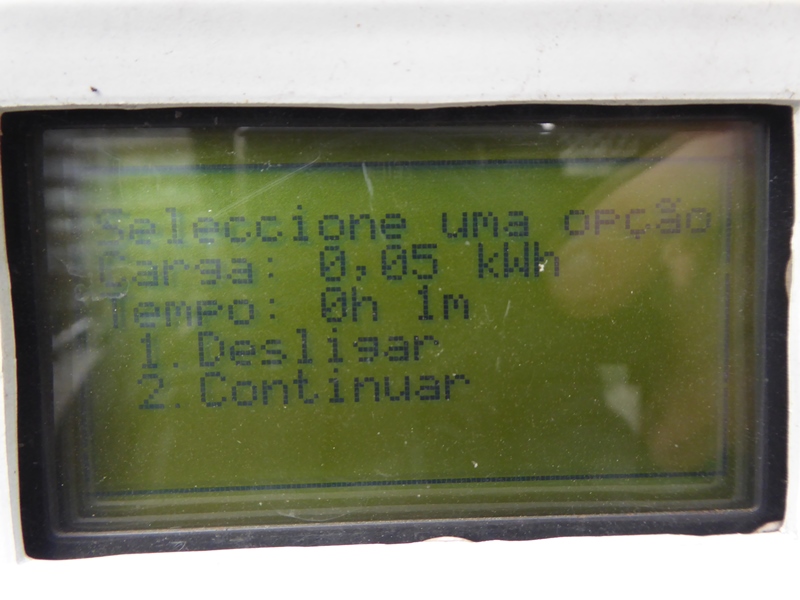 Seleccione uma opção
Carga: 0,05 kWh
Tempo: 0h 1m
1.Desligar
2.Continuar